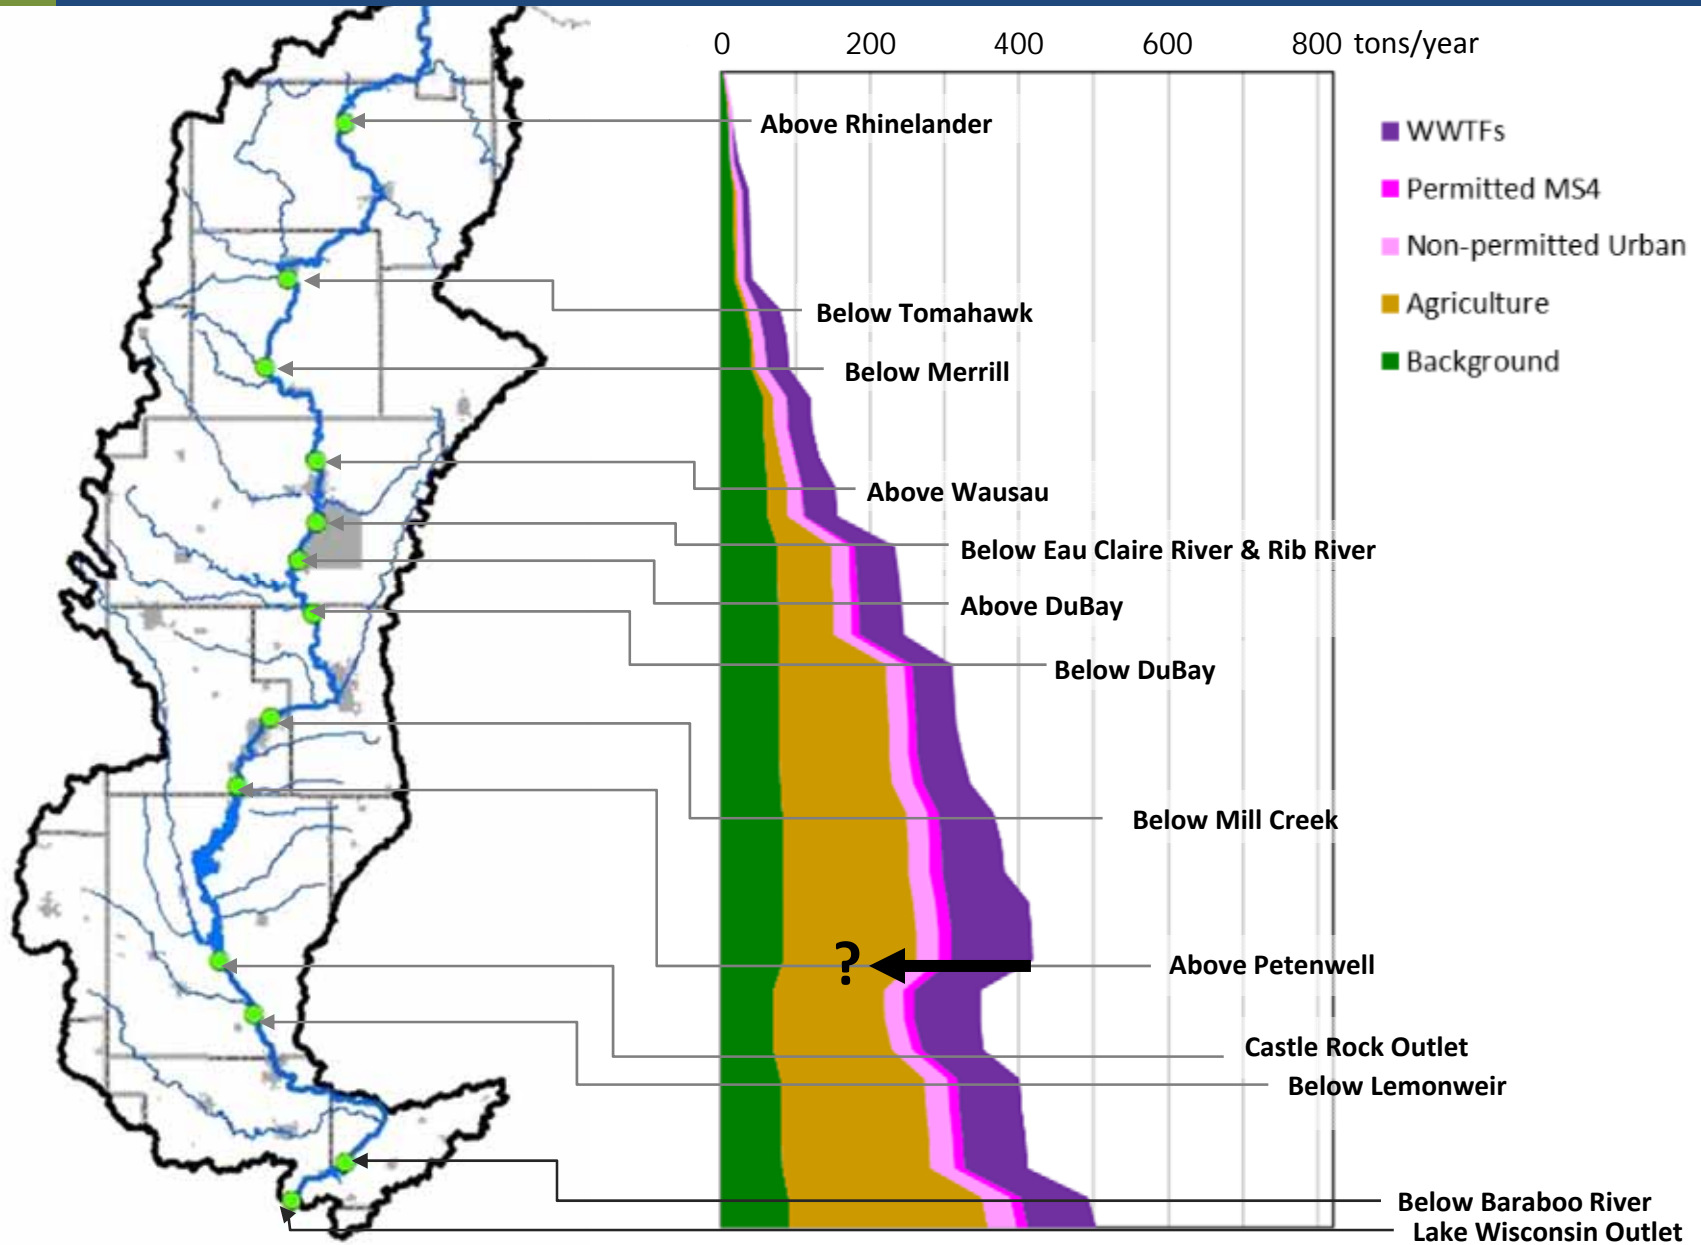 0 200 400 600 800 tons/year
Above Rhinelander
WWTFs
Permitted MS4
Non-permitted Urban
Agriculture
Background
Below Tomahawk
Below Merrill
Above Wausau
Below Eau Claire River & Rib River
Above DuBay
Below DuBay
Below Mill Creek
?
Above Petenwell
Castle Rock Outlet
Below Lemonweir
Below Baraboo River
Lake Wisconsin Outlet